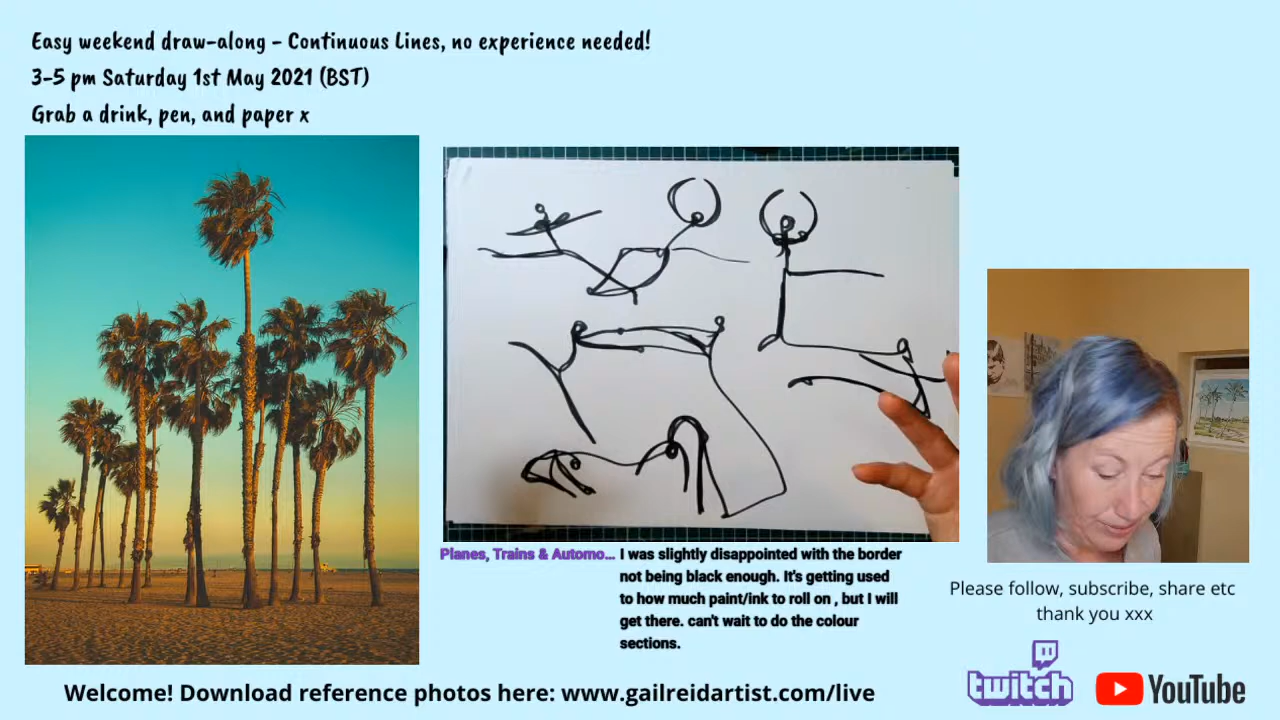 Easy weekend draw-along - Continuous Lines, no experience needed!
3-5 pm Saturday 1st May 2021 (BST)
Grab a drink, pen, and paper x
Planes, Trains & Automo... I was slightly disappointed with the border
not being black enough. It's getting used
to how much paint/ink to roll on , but I will
get there. can't wait to do the colour
sections.
Please follow, subscribe, share etc
thank you xxx
twitch
YouTube
Welcome! Download reference photos here: www.gailreidartist.com/live